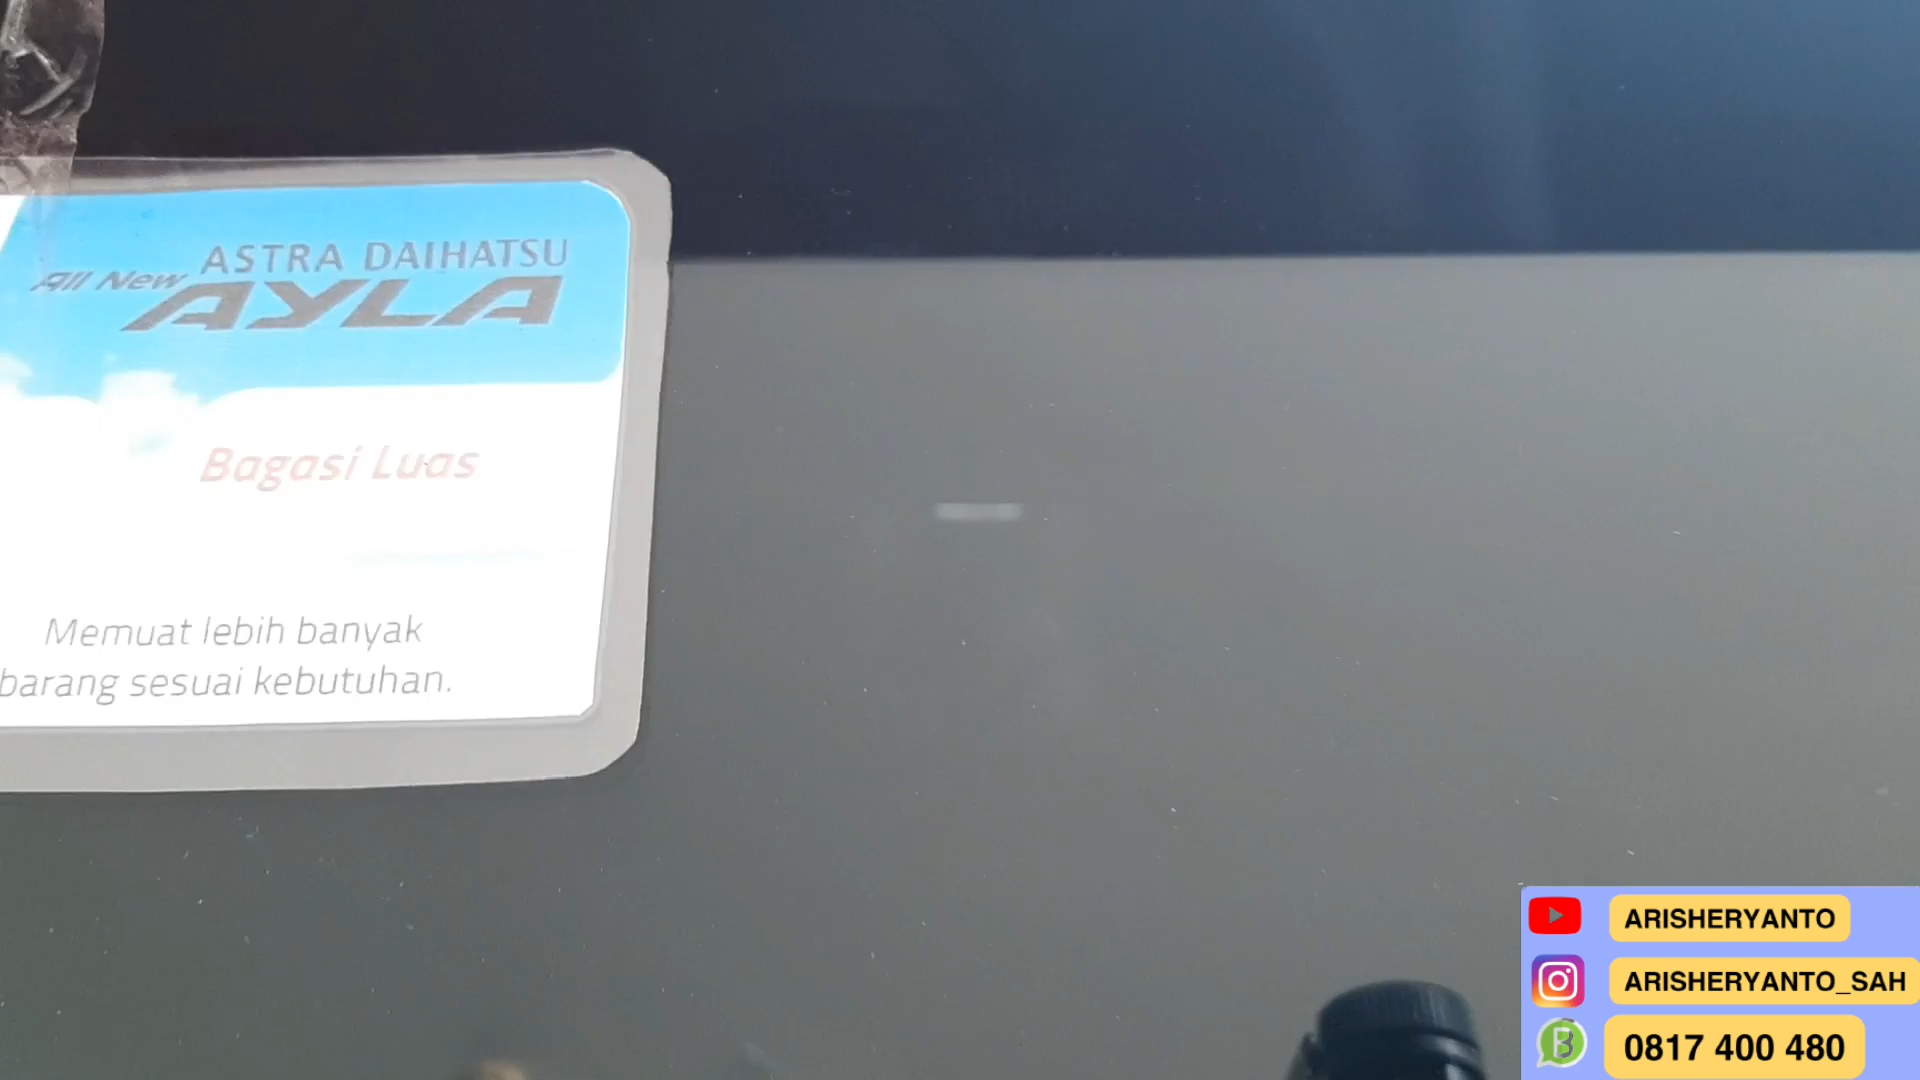 ASTRA DAIHATSU
All New AYLA
Bagasi Luas
Memuat lebih banyak
barang sesuai kebutuhan.
ARISHERYANTO
ARISHERYANTO_SAH
0817 400 480